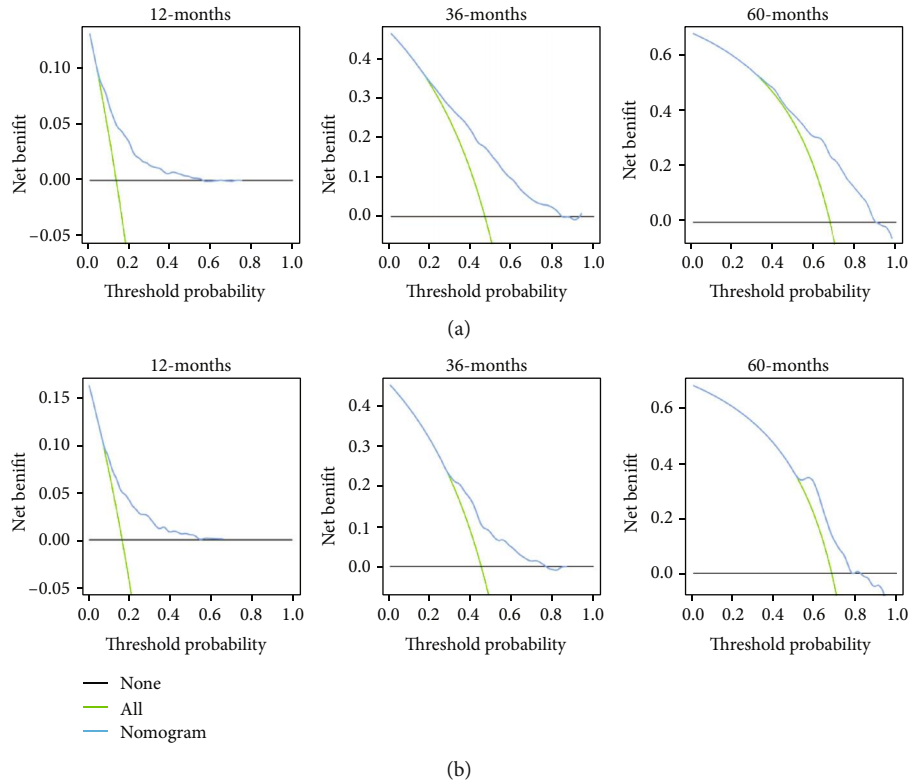 12-months
36-months
60-months
Net benifit
0.10
0.05
0.00
−0.05
0.0 0.2 0.4 0.6 0.8 1.0
Threshold probability
Net benifit
0.4
0.3
0.2
0.1
0.0
0.0 0.2 0.4 0.6 0.8 1.0
Threshold probability
Net benifit
0.6
0.4
0.2
0.0
0.0 0.2 0.4 0.6 0.8 1.0
Threshold probability
(a)
12-months
36-months
60-months
Net benifit
0.15
0.10
0.05
0.00
−0.05
0.0 0.2 0.4 0.6 0.8 1.0
Threshold probability
Net benifit
0.4
0.3
0.2
0.1
0.0
0.0 0.2 0.4 0.6 0.8 1.0
Threshold probability
Net benifit
0.6
0.4
0.2
0.0
0.0 0.2 0.4 0.6 0.8 1.0
Threshold probability
None
All
Nomogram
(b)